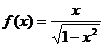 f(x) = x / √(1-x²)